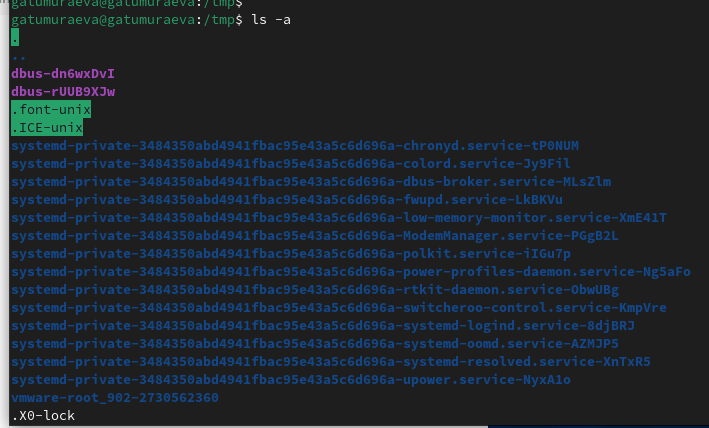 gatumuraeva@gatumuraeva:/tmp$
gatumuraeva@gatumuraeva:/tmp$ ls -a
.
..
dbus-dn6wxDvI
dbus-rUUB9XJw
.font-unix
.ICE-unix
systemd-private-3484350abd4941fbac95e43a5c6d696a-chronyd.service-tP0NUM
systemd-private-3484350abd4941fbac95e43a5c6d696a-colord.service-Jy9Fil
systemd-private-3484350abd4941fbac95e43a5c6d696a-dbus-broker.service-MLsZlm
systemd-private-3484350abd4941fbac95e43a5c6d696a-fwupd.service-LkBKVu
systemd-private-3484350abd4941fbac95e43a5c6d696a-low-memory-monitor.service-XmE41T
systemd-private-3484350abd4941fbac95e43a5c6d696a-ModemManager.service-PGgB2L
systemd-private-3484350abd4941fbac95e43a5c6d696a-polkit.service-iIGu7p
systemd-private-3484350abd4941fbac95e43a5c6d696a-power-profiles-daemon.service-Ng5aFo
systemd-private-3484350abd4941fbac95e43a5c6d696a-rtkit-daemon.service-ObwUBg
systemd-private-3484350abd4941fbac95e43a5c6d696a-switcheroo-control.service-KmpVre
systemd-private-3484350abd4941fbac95e43a5c6d696a-systemd-logind.service-8djBRJ
systemd-private-3484350abd4941fbac95e43a5c6d696a-systemd-oomd.service-AZMJP5
systemd-private-3484350abd4941fbac95e43a5c6d696a-systemd-resolved.service-XnTxR5
systemd-private-3484350abd4941fbac95e43a5c6d696a-upower.service-NyxA1o
vmware-root_902-2730562360
.X0-lock